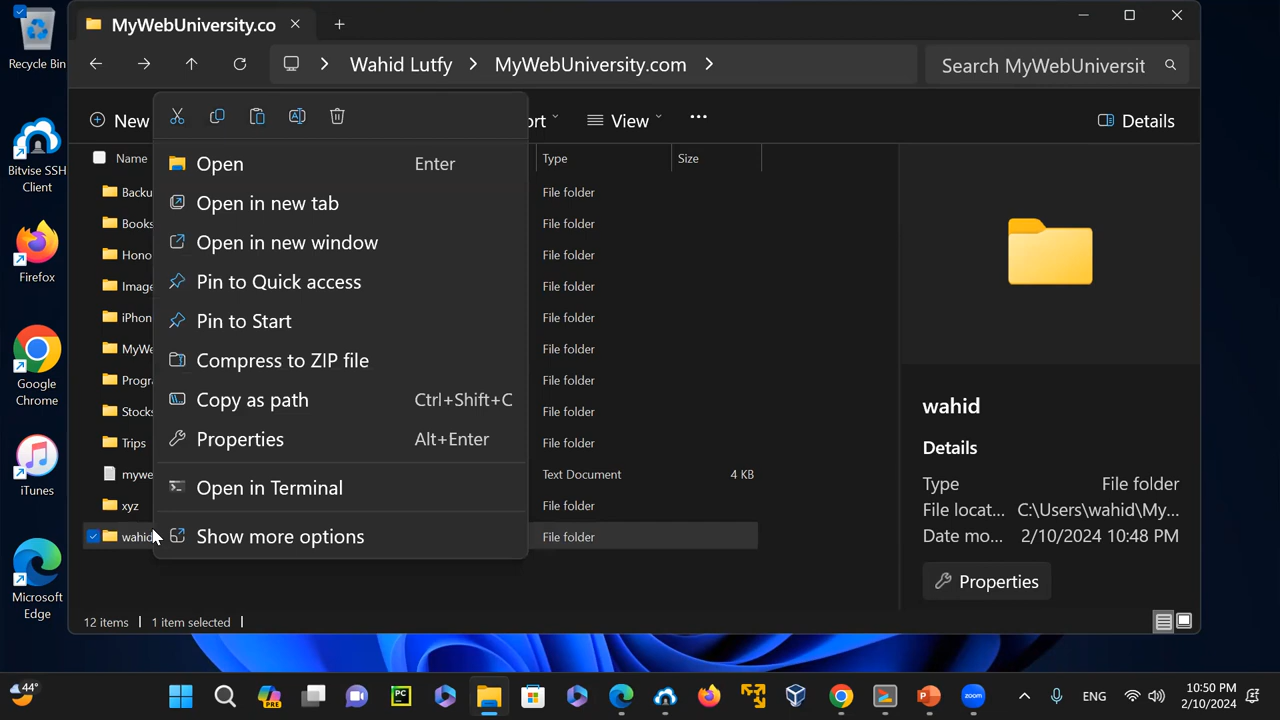 Recycle Bin
Bitvise SSH
Client
Firefox
Google
Chrome
iTunes
Microsoft
Edge
MyWebUniversity.co
Wahid Lutfy
MyWebUniversity.com
Search MyWebUniversit
New
ort
View
Details
Name
Type
Size
Backu
File folder
Books
File folder
Hono
File folder
Image
File folder
iPhon
File folder
MyWe
File folder
Progr
File folder
Stocks
File folder
Trips
File folder
mywe
Text Document
4 KB
xyz
File folder
wahid
File folder
Open
Enter
Open in new tab
Open in new window
Pin to Quick access
Pin to Start
Compress to ZIP file
Copy as path
Ctrl+Shift+C
Properties
Alt+Enter
Open in Terminal
Show more options
wahid
Details
Type
File folder
File locat...
C:\Users\wahid\My...
Date mo...
2/10/2024 10:48 PM
Properties
12 items
1 item selected
44°
PRE
PC
zoom
ENG
10:50 PM
2/10/2024